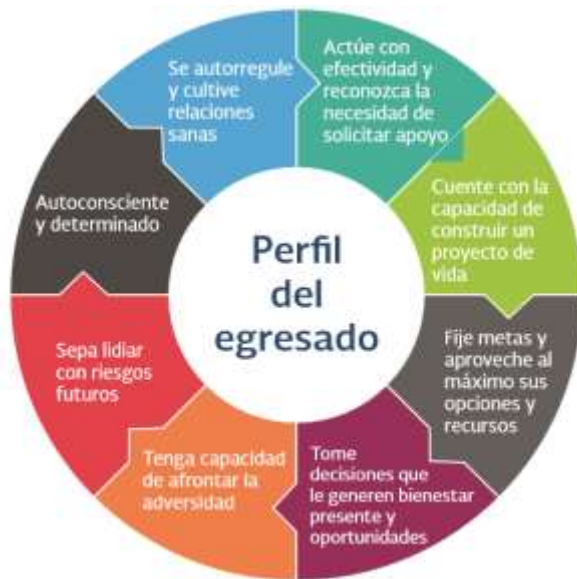 Se autorregule
y cultive
relaciones
sanas
Actúe con
efectividad y
reconozca la
necesidad de
solicitar apoyo
Cuente con la
capacidad de
construir un
proyecto de
vida
Fije metas y
aproveche al
máximo sus
opciones y
recursos
Tome
decisiones que
le generen bienestar
presente y
oportunidades
Tenga capacidad
de afrontar la
adversidad
Sepa lidiar
con riesgos
futuros
Autoconsciente
y determinado
Perfil
del
egresado